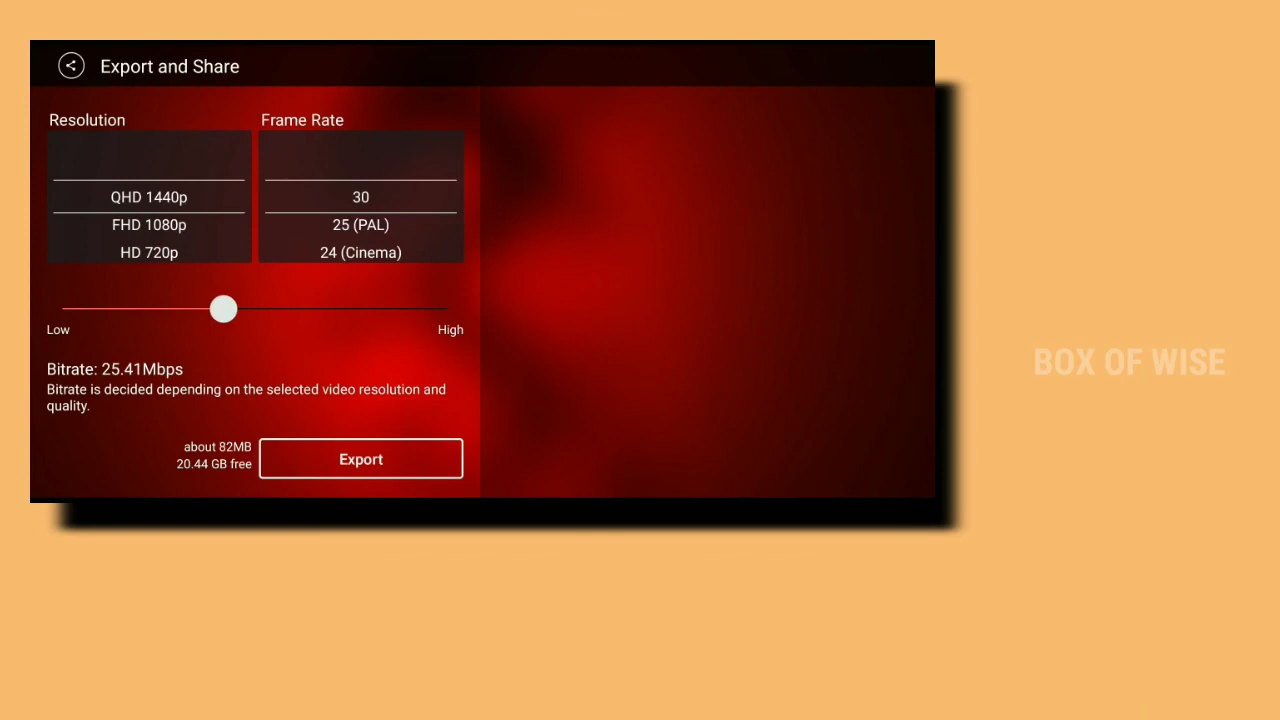 Export and Share
Resolution
Frame Rate
QHD 1440p
30
FHD 1080p
25 (PAL)
HD 720p
24 (Cinema)
Low
High
Bitrate: 25.41Mbps
Bitrate is decided depending on the selected video resolution and
quality.
about 82MB
20.44 GB free
Export
BOX OF WISE